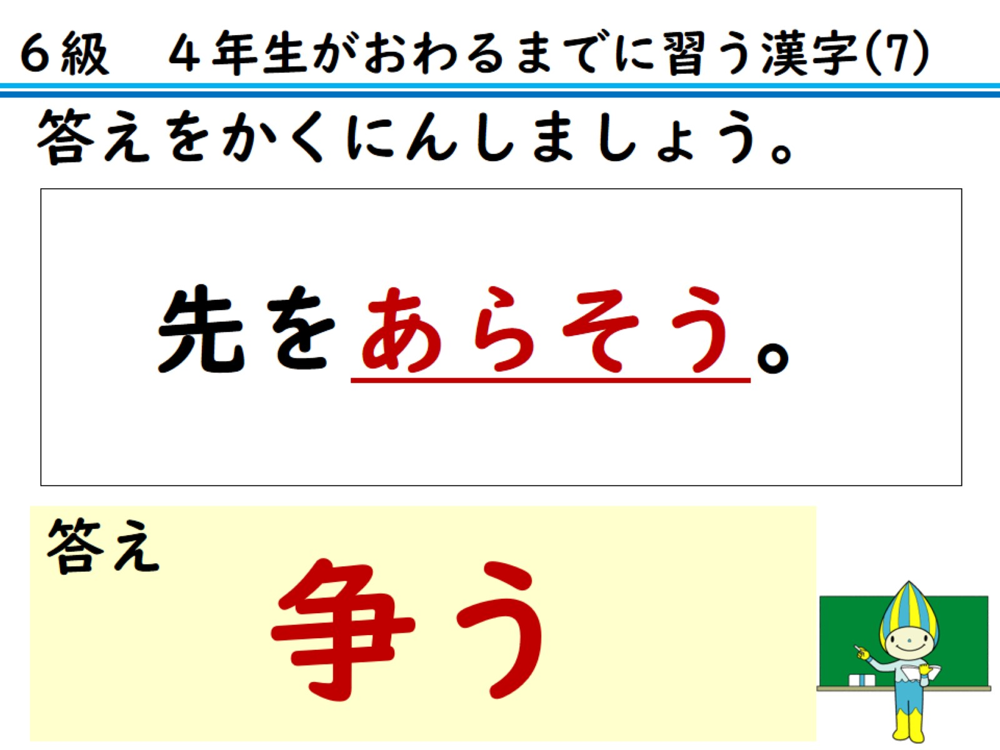 ６級　４年生がおわるまでに習う漢字(7)
答えをかくにんしましょう。
先をあらそう。
答え
争う